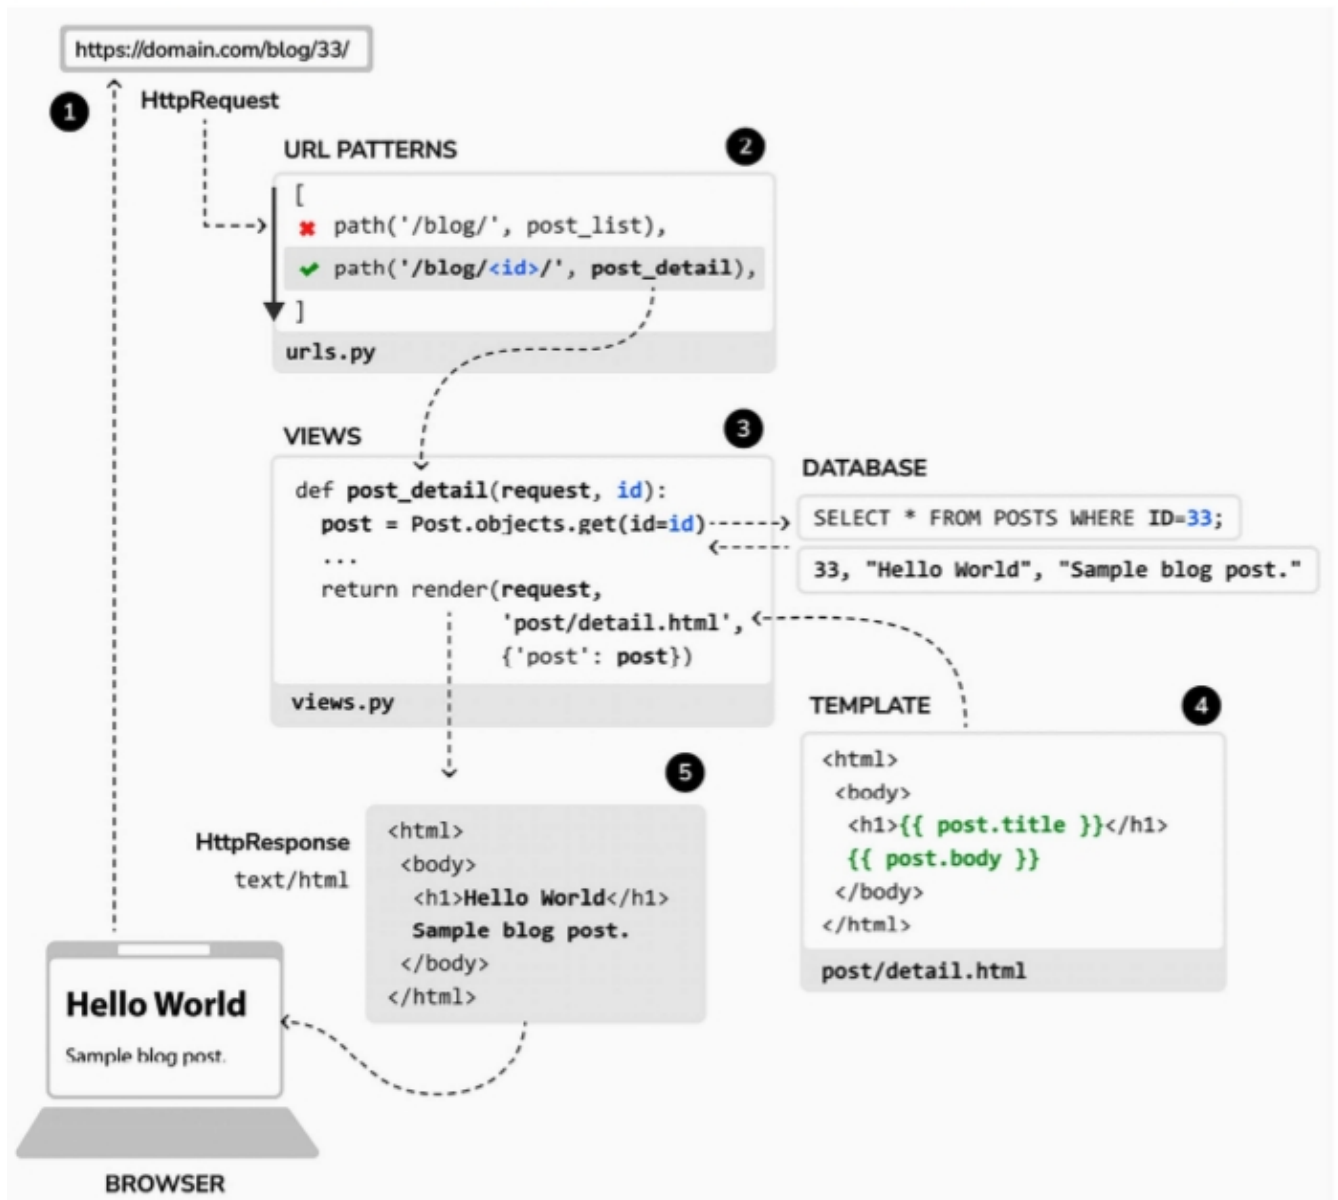 https://domain.com/blog/33/
1
HttpRequest
URL PATTERNS
2
[
path('/blog/', post_list),
path('/blog/<id>/', post_detail),
]
urls.py
VIEWS
3
def post_detail(request, id):
post = Post.objects.get(id=id)
...
return render(request,
'post/detail.html',
{'post': post})
views.py
DATABASE
SELECT * FROM POSTS WHERE ID=33;
33, "Hello World", "Sample blog post."
TEMPLATE
4
<html>
<body>
<h1>{{ post.title }}</h1>
{{ post.body }}
</body>
</html>
post/detail.html
5
HttpResponse
text/html
<html>
<body>
<h1>Hello World</h1>
Sample blog post.
</body>
</html>
Hello World
Sample blog post.
BROWSER